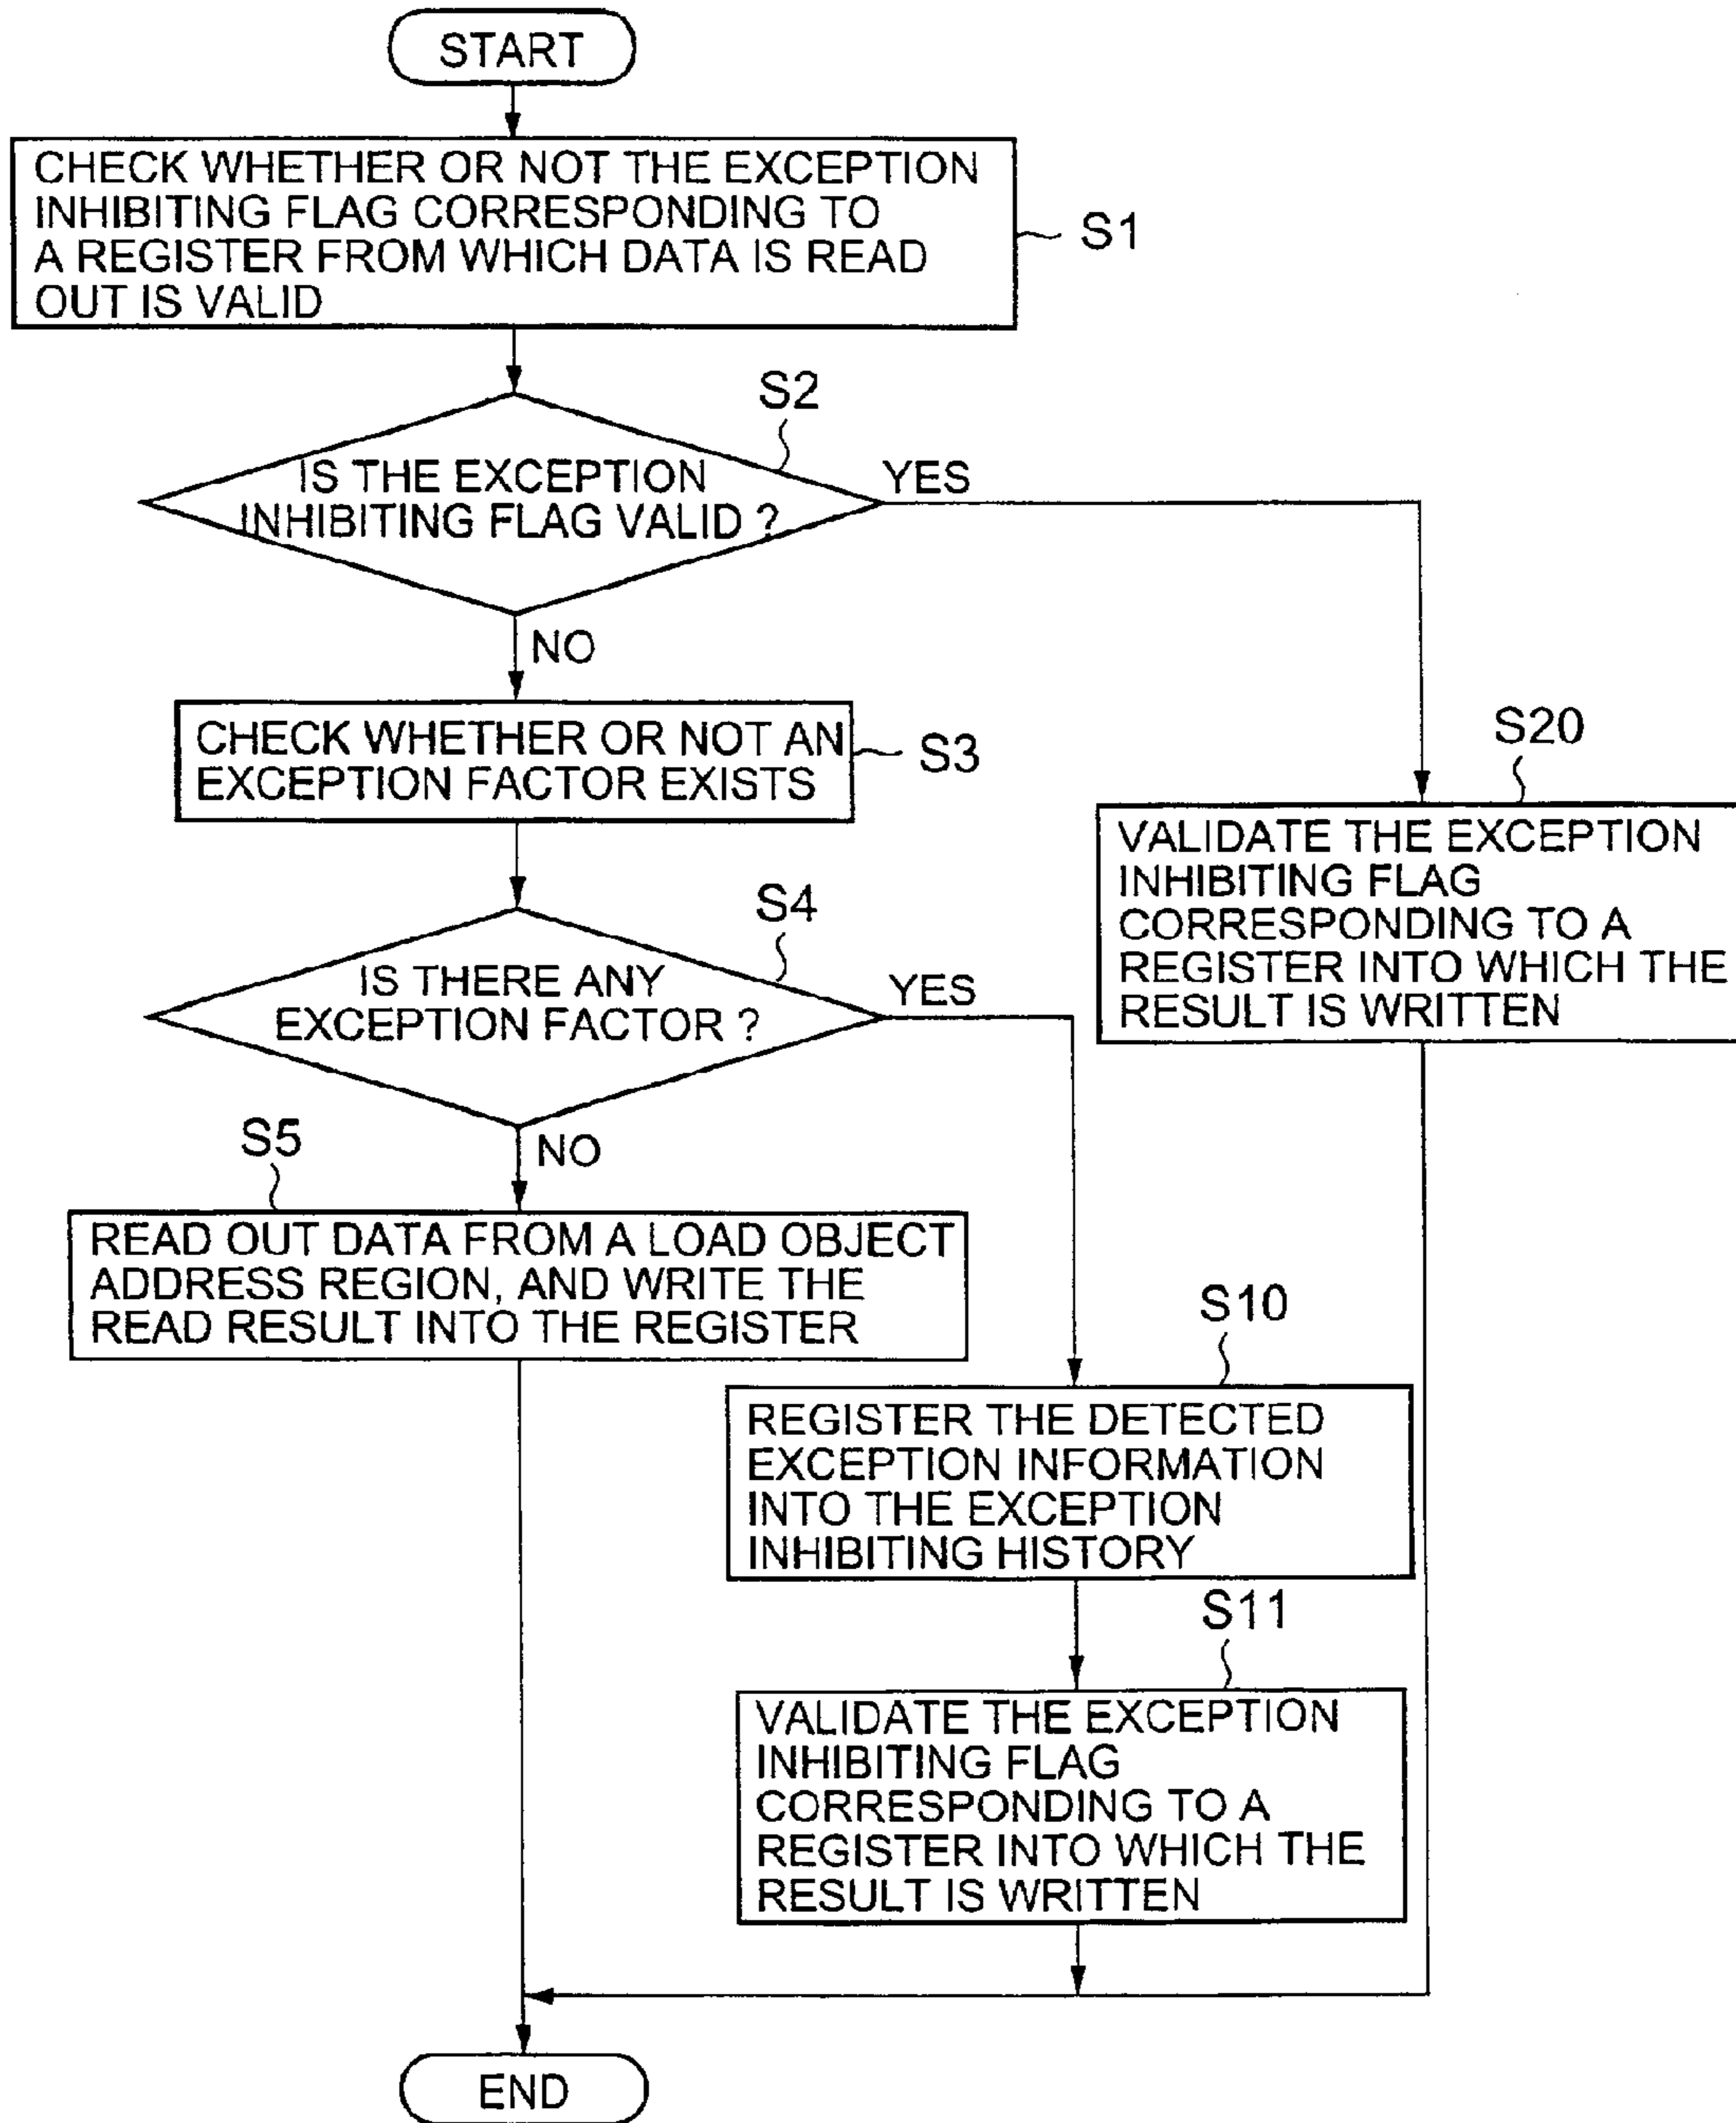 START
CHECK WHETHER OR NOT THE EXCEPTION
INHIBITING FLAG CORRESPONDING TO
A REGISTER FROM WHICH DATA IS READ
OUT IS VALID
S1
S2
IS THE EXCEPTION
INHIBITING FLAG VALID ?
YES
NO
CHECK WHETHER OR NOT AN
EXCEPTION FACTOR EXISTS
S3
S20
VALIDATE THE EXCEPTION
INHIBITING FLAG
CORRESPONDING TO A
REGISTER INTO WHICH THE
RESULT IS WRITTEN
S4
IS THERE ANY
EXCEPTION FACTOR ?
YES
NO
S5
READ OUT DATA FROM A LOAD OBJECT
ADDRESS REGION, AND WRITE THE
READ RESULT INTO THE REGISTER
S10
REGISTER THE DETECTED
EXCEPTION INFORMATION
INTO THE EXCEPTION
INHIBITING HISTORY
S11
VALIDATE THE EXCEPTION
INHIBITING FLAG
CORRESPONDING TO A
REGISTER INTO WHICH THE
RESULT IS WRITTEN
END